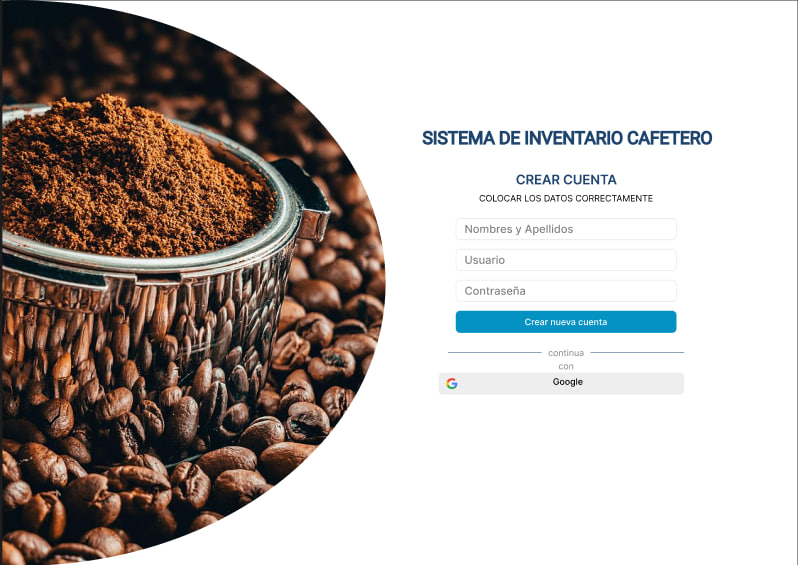 SISTEMA DE INVENTARIO CAFETERO
CREAR CUENTA
COLOCAR LOS DATOS CORRECTAMENTE
Nombres y Apellidos
Usuario
Contraseña
Crear nueva cuenta
continua
con
Google